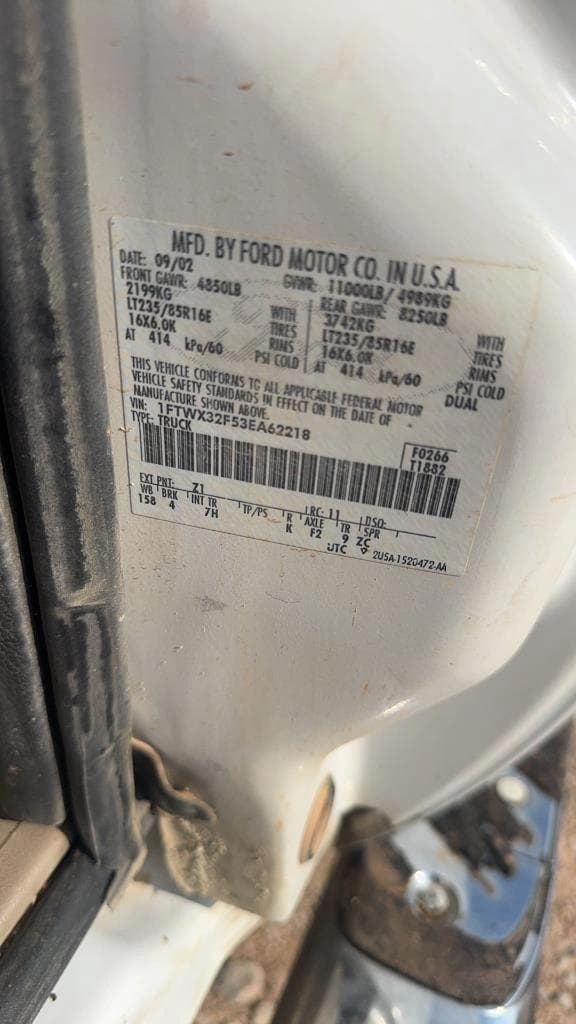 MFD. BY FORD MOTOR CO. IN U.S.A.
DATE: 09/02 GVWR: 11000LB/ 4989KG
FRONT GAWR: 4850LB REAR GAWR: 8250LB
2199KG WITH 3742KG WITH
LT235/85R16E TIRES LT235/85R16E TIRES
16X6.0K RIMS 16X6.0K RIMS
AT 414 kPa/60 PSI COLD AT 414 kPa/60 PSI COLD
DUAL
THIS VEHICLE CONFORMS TO ALL APPLICABLE FEDERAL MOTOR
VEHICLE SAFETY STANDARDS IN EFFECT ON THE DATE OF
MANUFACTURE SHOWN ABOVE.
VIN: 1FTWX32F53EA62218
TYPE: TRUCK
F0266
T1882
EXT PNT: Z1 RC: 11 DSO:
WB BRK INT TR TP/PS R AXLE TR SPR
158 4 7H K F2 9 ZC
UTC 2U5A-1520472-AA